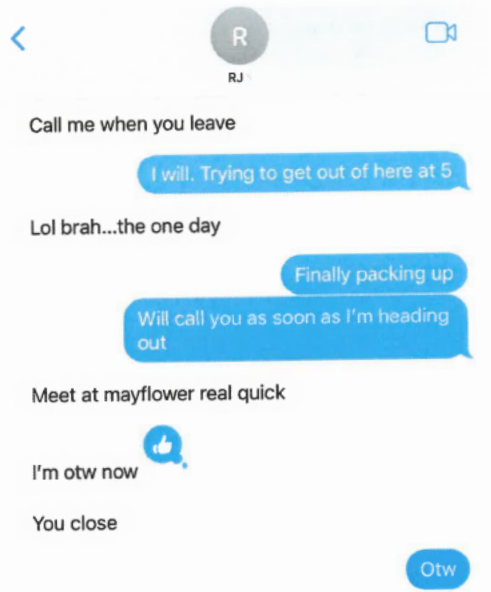 R
RJ
Call me when you leave
I will. Trying to get out of here at 5
Lol brah...the one day
Finally packing up
Will call you as soon as I'm heading
out
Meet at mayflower real quick
I'm otw now
You close
Otw